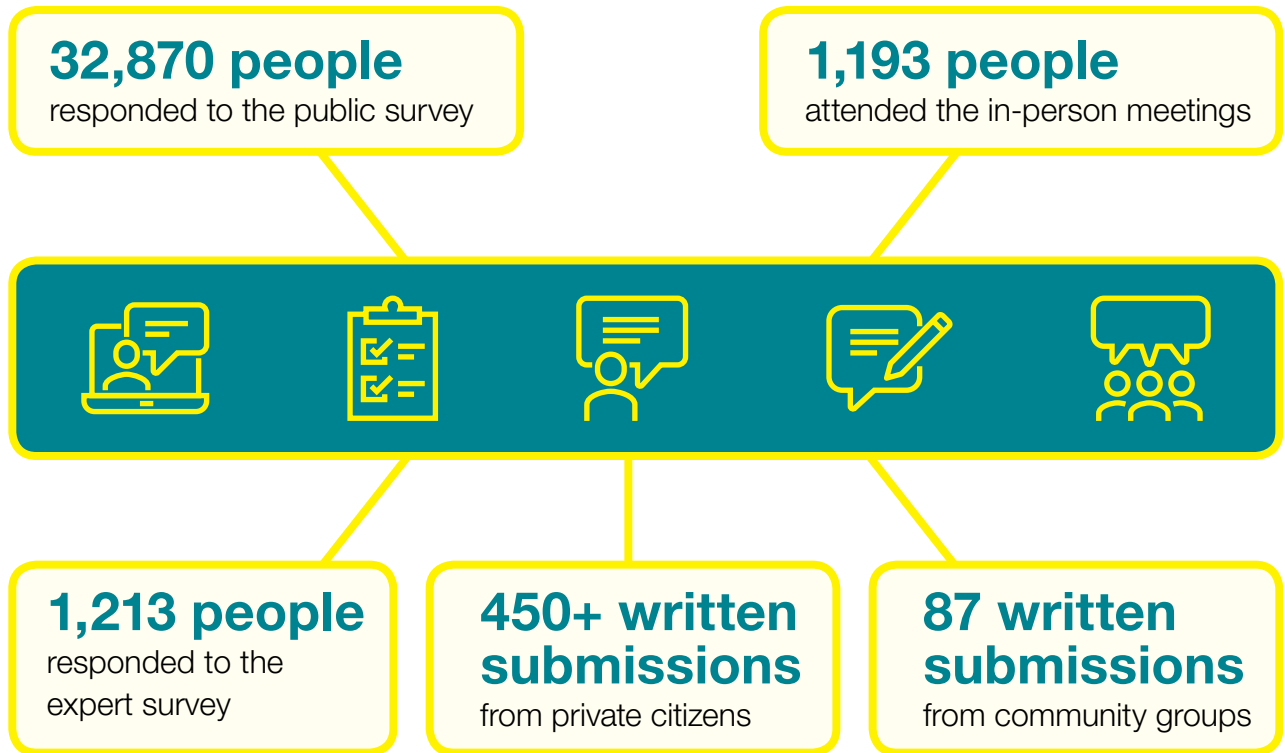 32,870 people
responded to the public survey
1,193 people
attended the in-person meetings
1,213 people
responded to the
expert survey
450+ written
submissions
from private citizens
87 written
submissions
from community groups